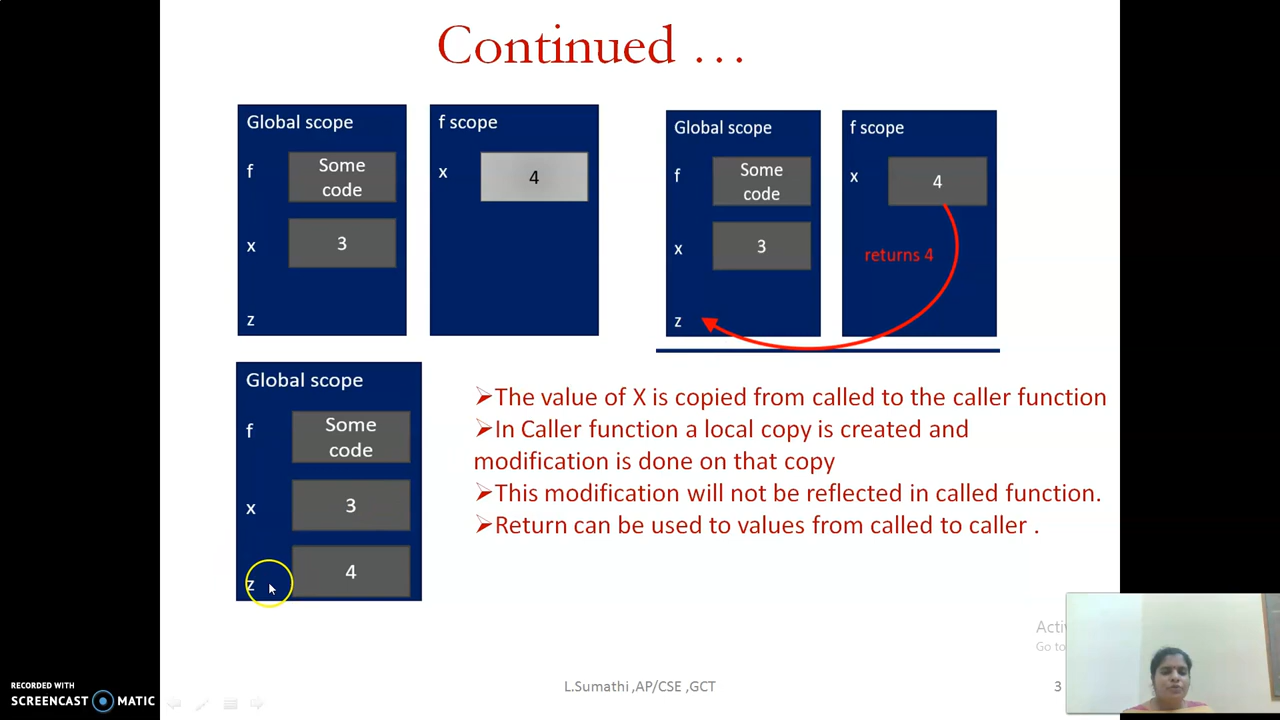 Continued …
Global scope
f
Some
code
x
3
z
f scope
x
4
Global scope
f
Some
code
x
3
z
f scope
x
4
returns 4
Global scope
f
Some
code
x
3
z
4
➢The value of X is copied from called to the caller function
➢In Caller function a local copy is created and
modification is done on that copy
➢This modification will not be reflected in called function.
➢Return can be used to values from called to caller .
Go to
L.Sumathi ,AP/CSE ,GCT
3
RECORDED WITH
SCREENCAST MATIC